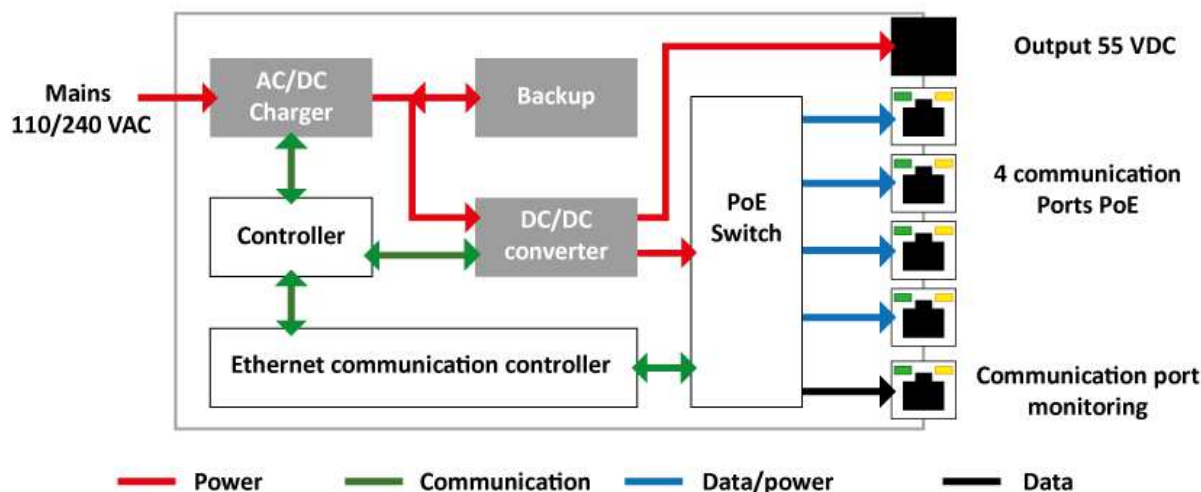 Mains
110/240 VAC
AC/DC
Charger
Backup
Output 55 VDC
Controller
DC/DC
converter
PoE
Switch
4 communication
Ports PoE
Ethernet communication controller
Communication port
monitoring
Power
Communication
Data/power
Data